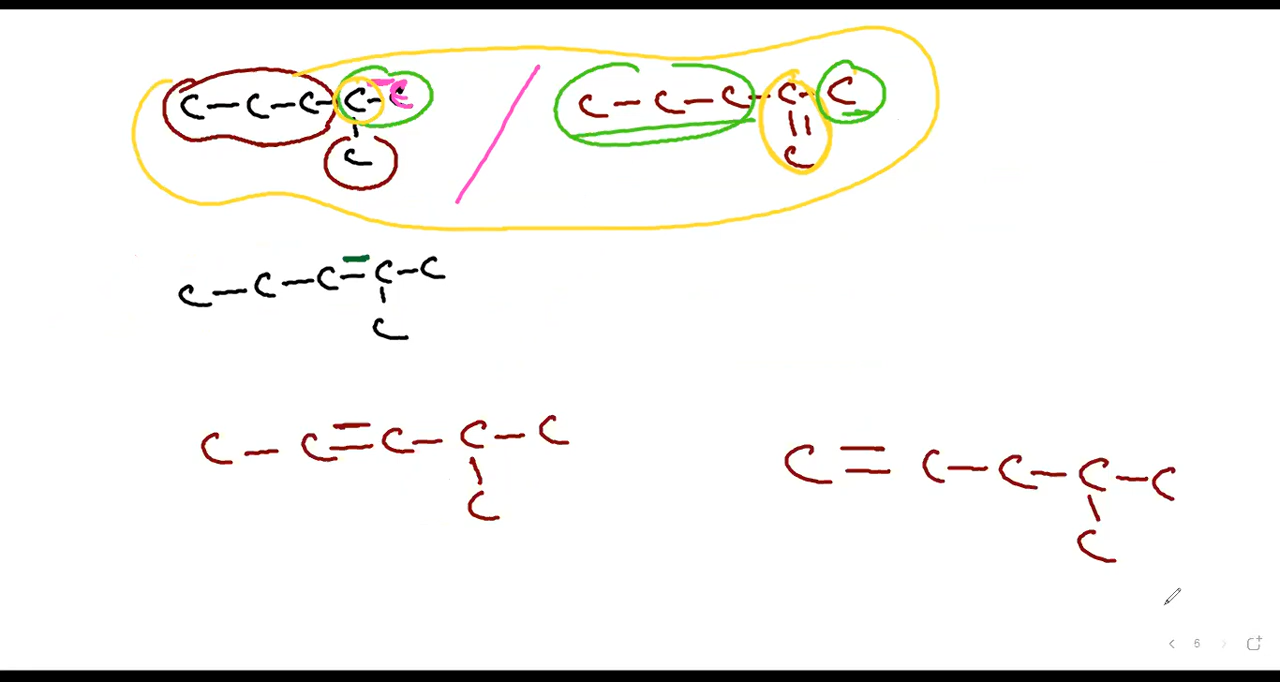 C — C — C — C = C
C
C — C — C — C — C
C
C — C — C = C — C
C
C — C = C — C — C
C
C = C — C — C — C
C
< 6 >